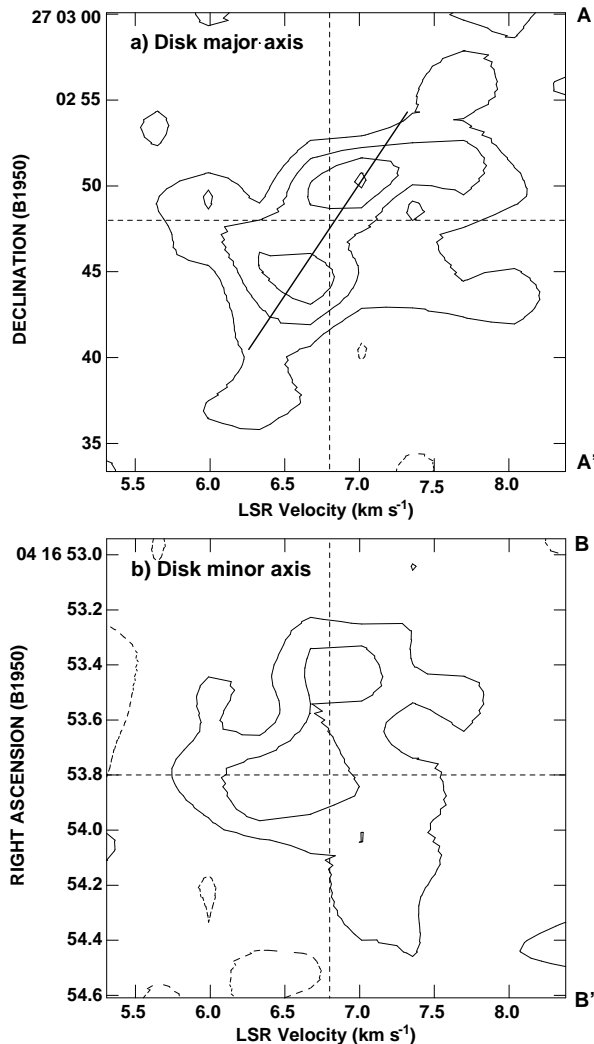 27 03 00
A
a) Disk major axis
02 55
50
45
40
35
DECLINATION (B1950)
A'
5.5 6.0 6.5 7.0 7.5 8.0
LSR Velocity (km s-1)
04 16 53.0
B
b) Disk minor axis
53.2
53.4
53.6
53.8
54.0
54.2
54.4
54.6
RIGHT ASCENSION (B1950)
B'
5.5 6.0 6.5 7.0 7.5 8.0
LSR Velocity (km s-1)